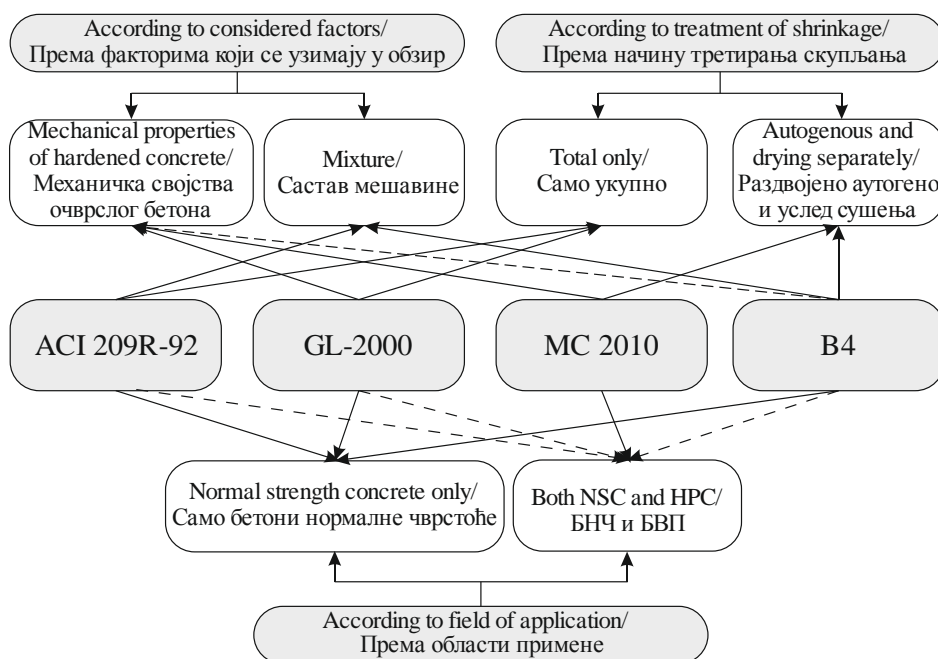 According to considered factors/
Према факторима који се узимају у обзир
According to treatment of shrinkage/
Према начину третирања скупљања
Mechanical properties
of hardened concrete/
Механичка својства
очврслог бетона
Mixture/
Састав мешавине
Total only/
Само укупно
Autogenous and
drying separately/
Раздвојено аутогено
и услед сушења
ACI 209R-92
GL-2000
MC 2010
B4
Normal strength concrete only/
Само бетони нормалне чврстоће
Both NSC and HPC/
БНЧ и БВП
According to field of application/
Према области примене